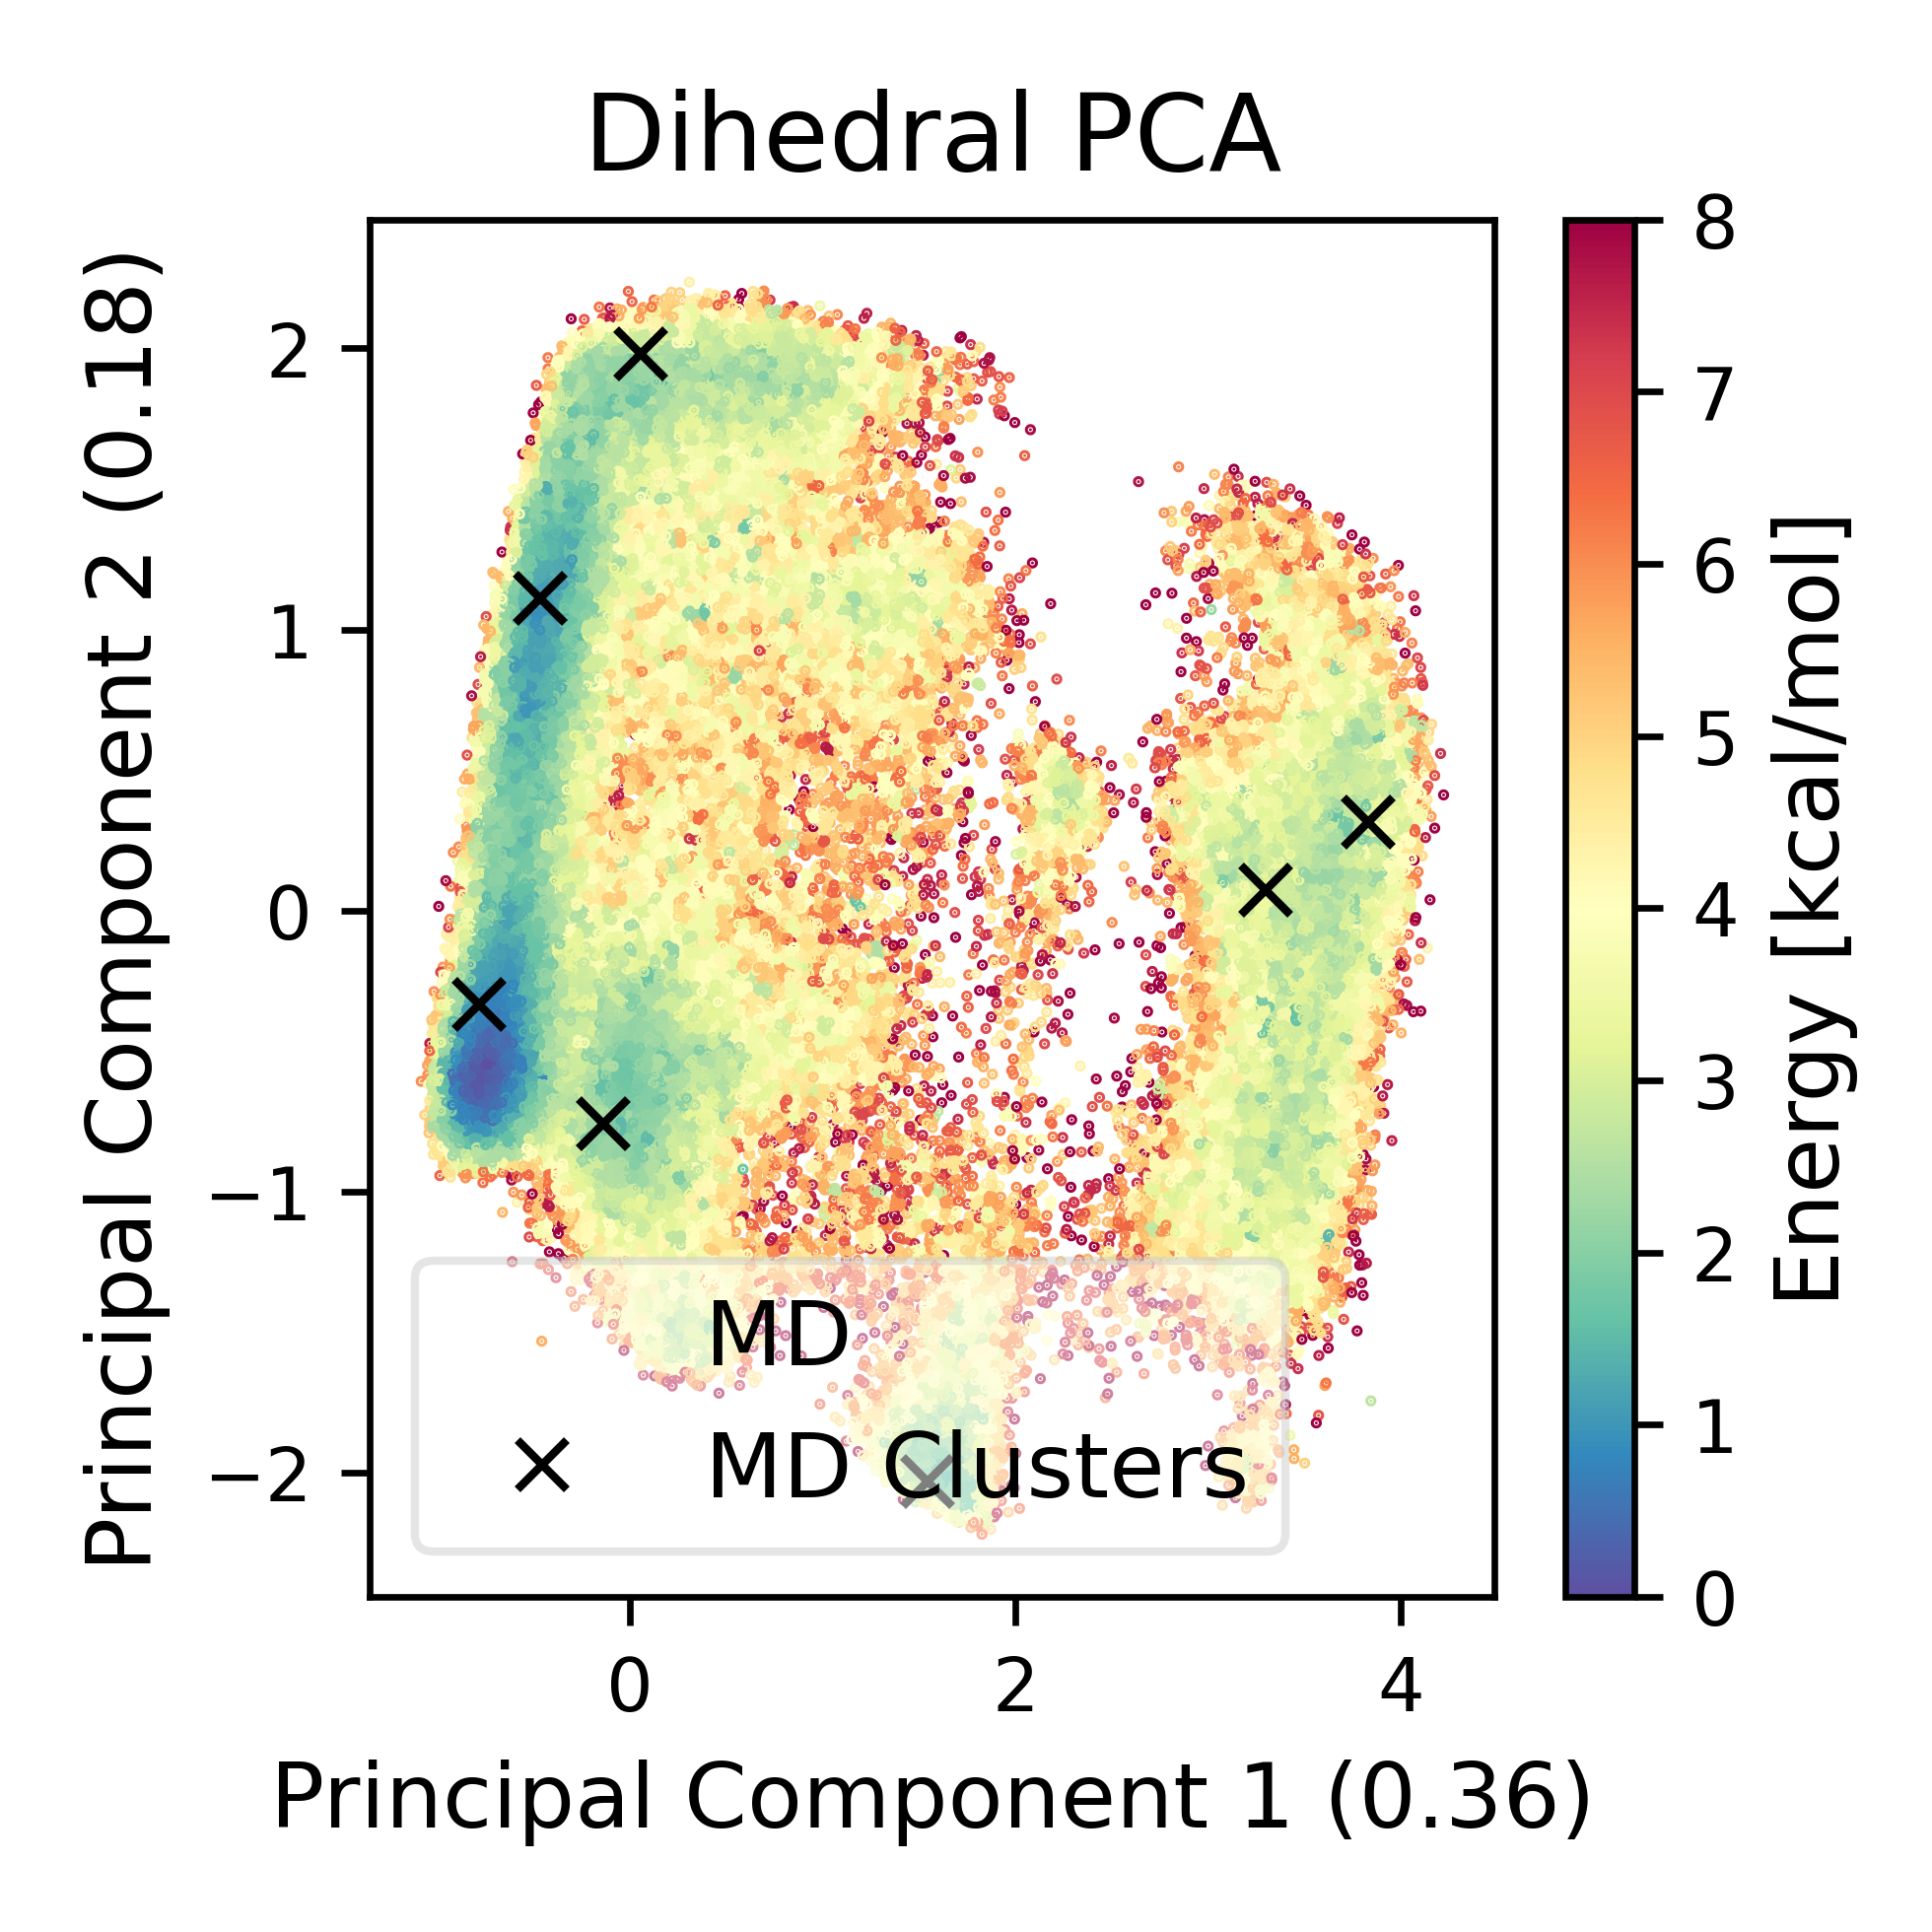 Dihedral PCA
Principal Component 2 (0.18)
2
1
0
−1
−2
MD
MD Clusters
0
2
4
Principal Component 1 (0.36)
8
7
6
5
4
3
2
1
0
Energy [kcal/mol]